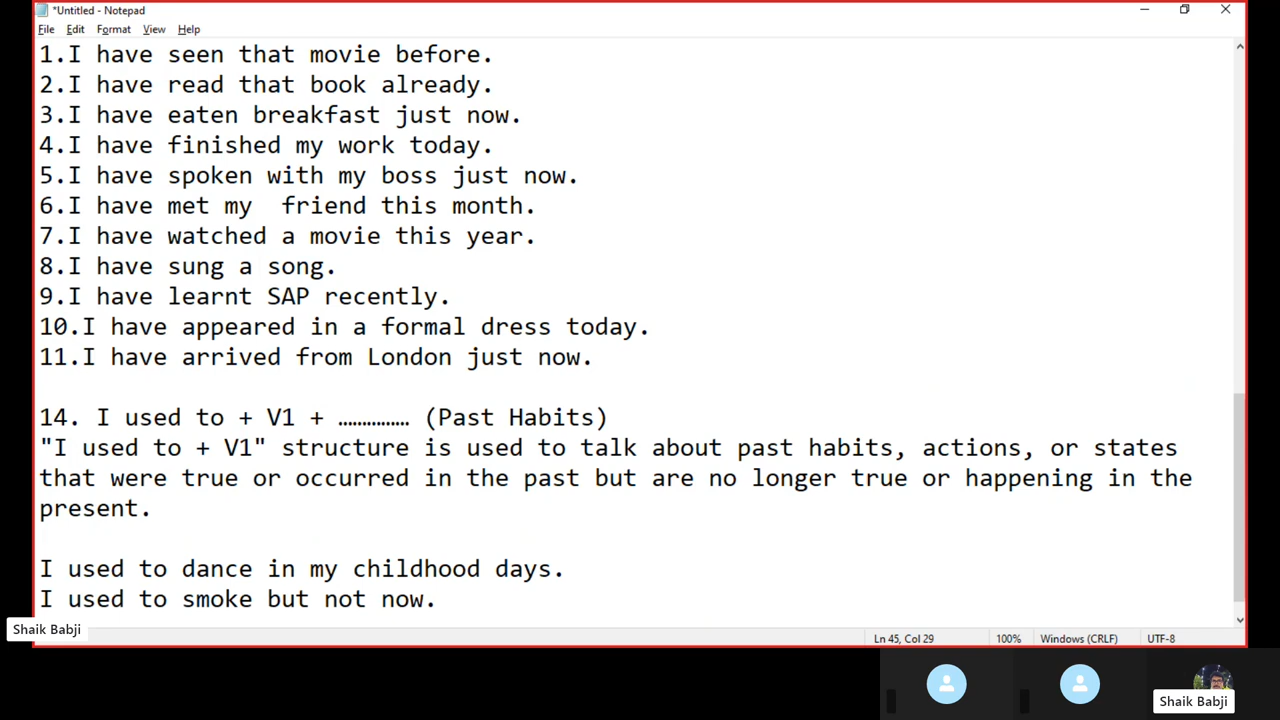 *Untitled - Notepad
File Edit Format View Help
1.I have seen that movie before.
2.I have read that book already.
3.I have eaten breakfast just now.
4.I have finished my work today.
5.I have spoken with my boss just now.
6.I have met my  friend this month.
7.I have watched a movie this year.
8.I have sung a song.
9.I have learnt SAP recently.
10.I have appeared in a formal dress today.
11.I have arrived from London just now.
14. I used to + V1 + …………… (Past Habits)
"I used to + V1" structure is used to talk about past habits, actions, or states
that were true or occurred in the past but are no longer true or happening in the
present.
I used to dance in my childhood days.
I used to smoke but not now.
Shaik Babji
Ln 45, Col 29 100% Windows (CRLF) UTF-8
Shaik Babji